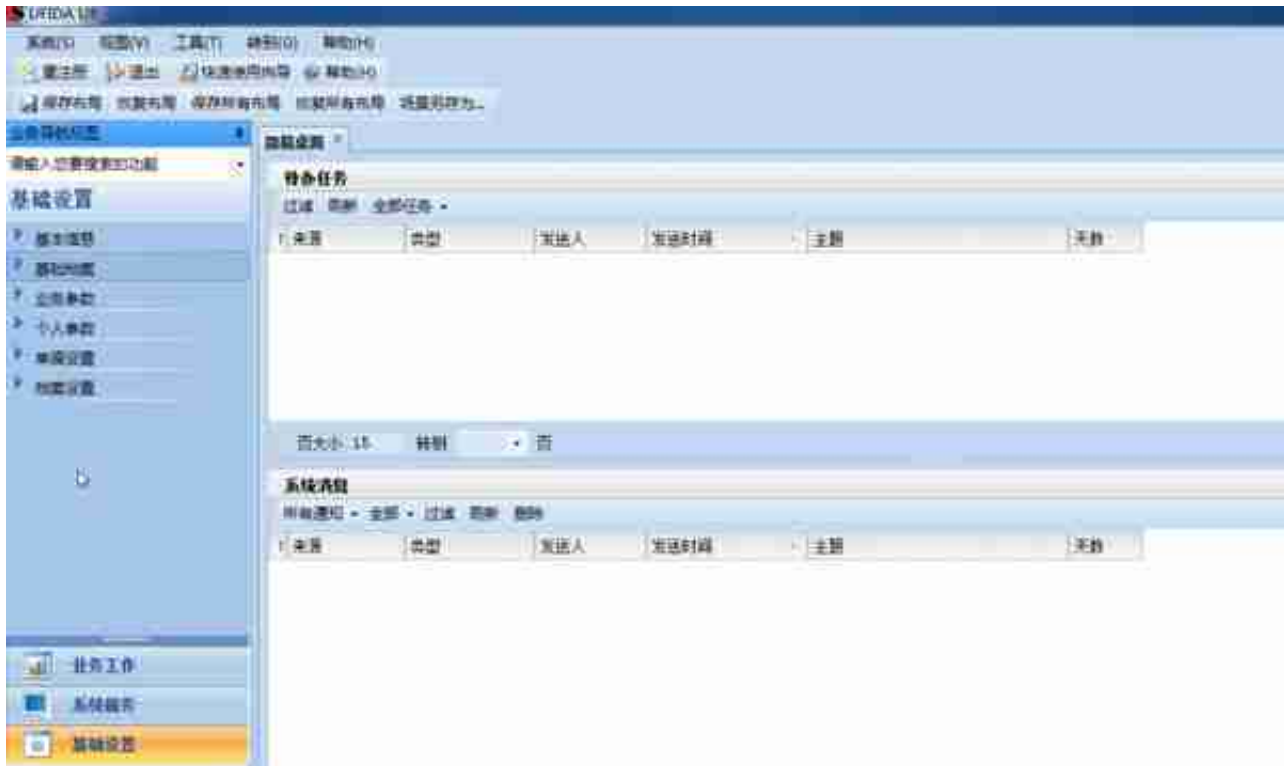 UFIDA U8
系统(S) 视图(V) 工具(T) 转到(O) 帮助(H)
重注册 退出 快速使用向导 帮助(H)
保存布局 恢复布局 保存所有布局 恢复所有布局 场景另存为...
业务导航视图
请输入您要搜索的功能
基础设置
基本信息
基础档案
业务参数
个人参数
单据设置
档案设置
业务工作
系统服务
基础设置
待办任务
过滤 刷新 全部任务
来源 类型 发送人 发送时间 主题 天数
页大小 15 转到 页
系统消息
所有通知 全部 过滤 刷新 删除
来源 类型 发送人 发送时间 主题 天数